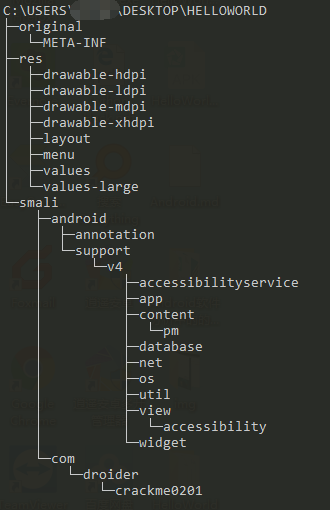 C:\USERS\ \DESKTOP\HELLOWORLD
├─original
│  └─META-INF
├─res
│  ├─drawable-hdpi
│  ├─drawable-ldpi
│  ├─drawable-mdpi
│  ├─drawable-xhdpi
│  ├─layout
│  ├─menu
│  ├─values
│  └─values-large
└─smali
    ├─android
    │  ├─annotation
    │  └─support
    │      └─v4
    │          ├─accessibilityservice
    │          ├─app
    │          ├─content
    │          │  └─pm
    │          ├─database
    │          ├─net
    │          ├─os
    │          ├─util
    │          ├─view
    │          │  └─accessibility
    │          └─widget
    └─com
        └─droider
            └─crackme0201